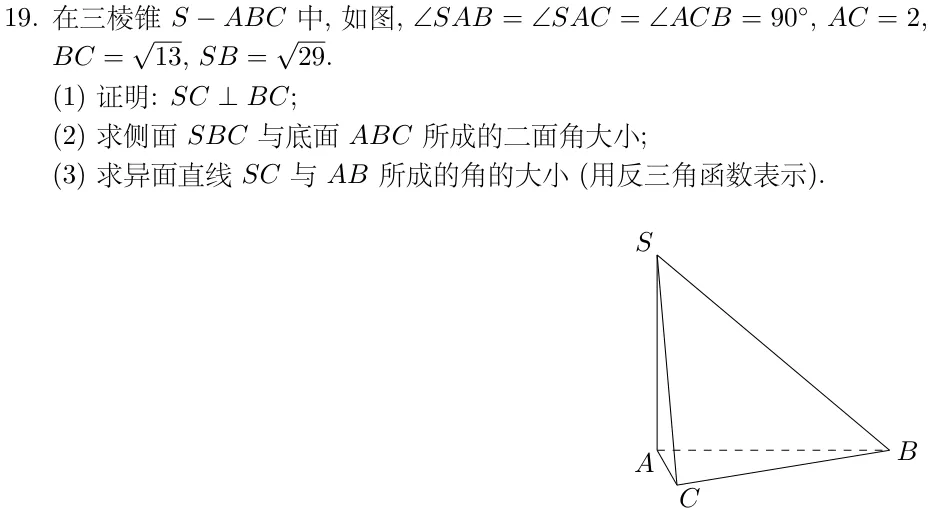 19. 在三棱锥 S − ABC 中, 如图, ∠SAB = ∠SAC = ∠ACB = 90°, AC = 2,
BC = √13, SB = √29.
(1) 证明: SC ⊥ BC;
(2) 求侧面 SBC 与底面 ABC 所成的二面角大小;
(3) 求异面直线 SC 与 AB 所成的角的大小 (用反三角函数表示).
S
A
B
C